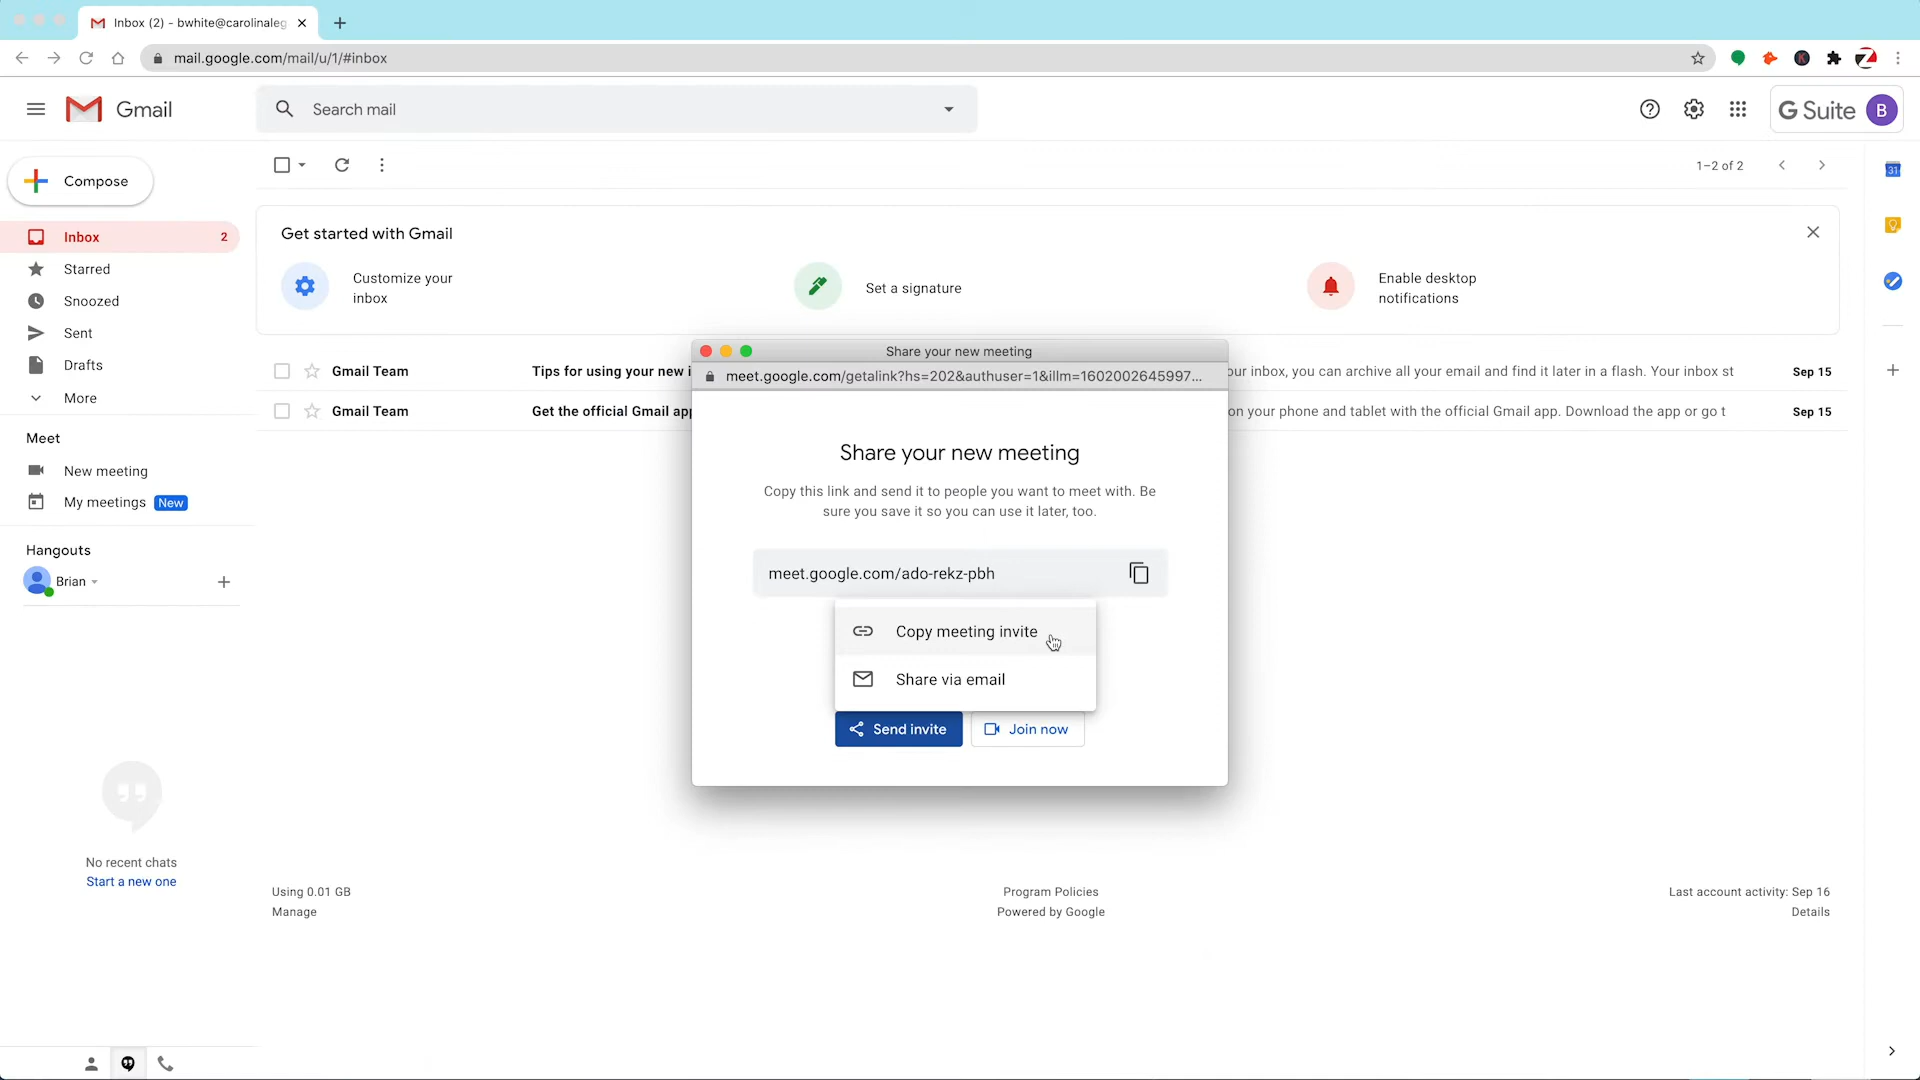 Inbox (2) - bwhite@carolinaleg
mail.google.com/mail/u/1/#inbox
Gmail
Search mail
G Suite B
Compose
1–2 of 2
31
Inbox 2
Starred
Snoozed
Sent
Drafts
More
Get started with Gmail
Customize your
inbox
Set a signature
Enable desktop
notifications
Gmail Team Tips for using your new i our inbox, you can archive all your email and find it later in a flash. Your inbox st Sep 15
Gmail Team Get the official Gmail app on your phone and tablet with the official Gmail app. Download the app or go t Sep 15
Meet
New meeting
My meetings New
Hangouts
Brian
No recent chats
Start a new one
Share your new meeting
meet.google.com/getalink?hs=202&authuser=1&illm=1602002645997...
Share your new meeting
Copy this link and send it to people you want to meet with. Be
sure you save it so you can use it later, too.
meet.google.com/ado-rekz-pbh
Copy meeting invite
Share via email
Send invite
Join now
Using 0.01 GB
Manage
Program Policies
Powered by Google
Last account activity: Sep 16
Details